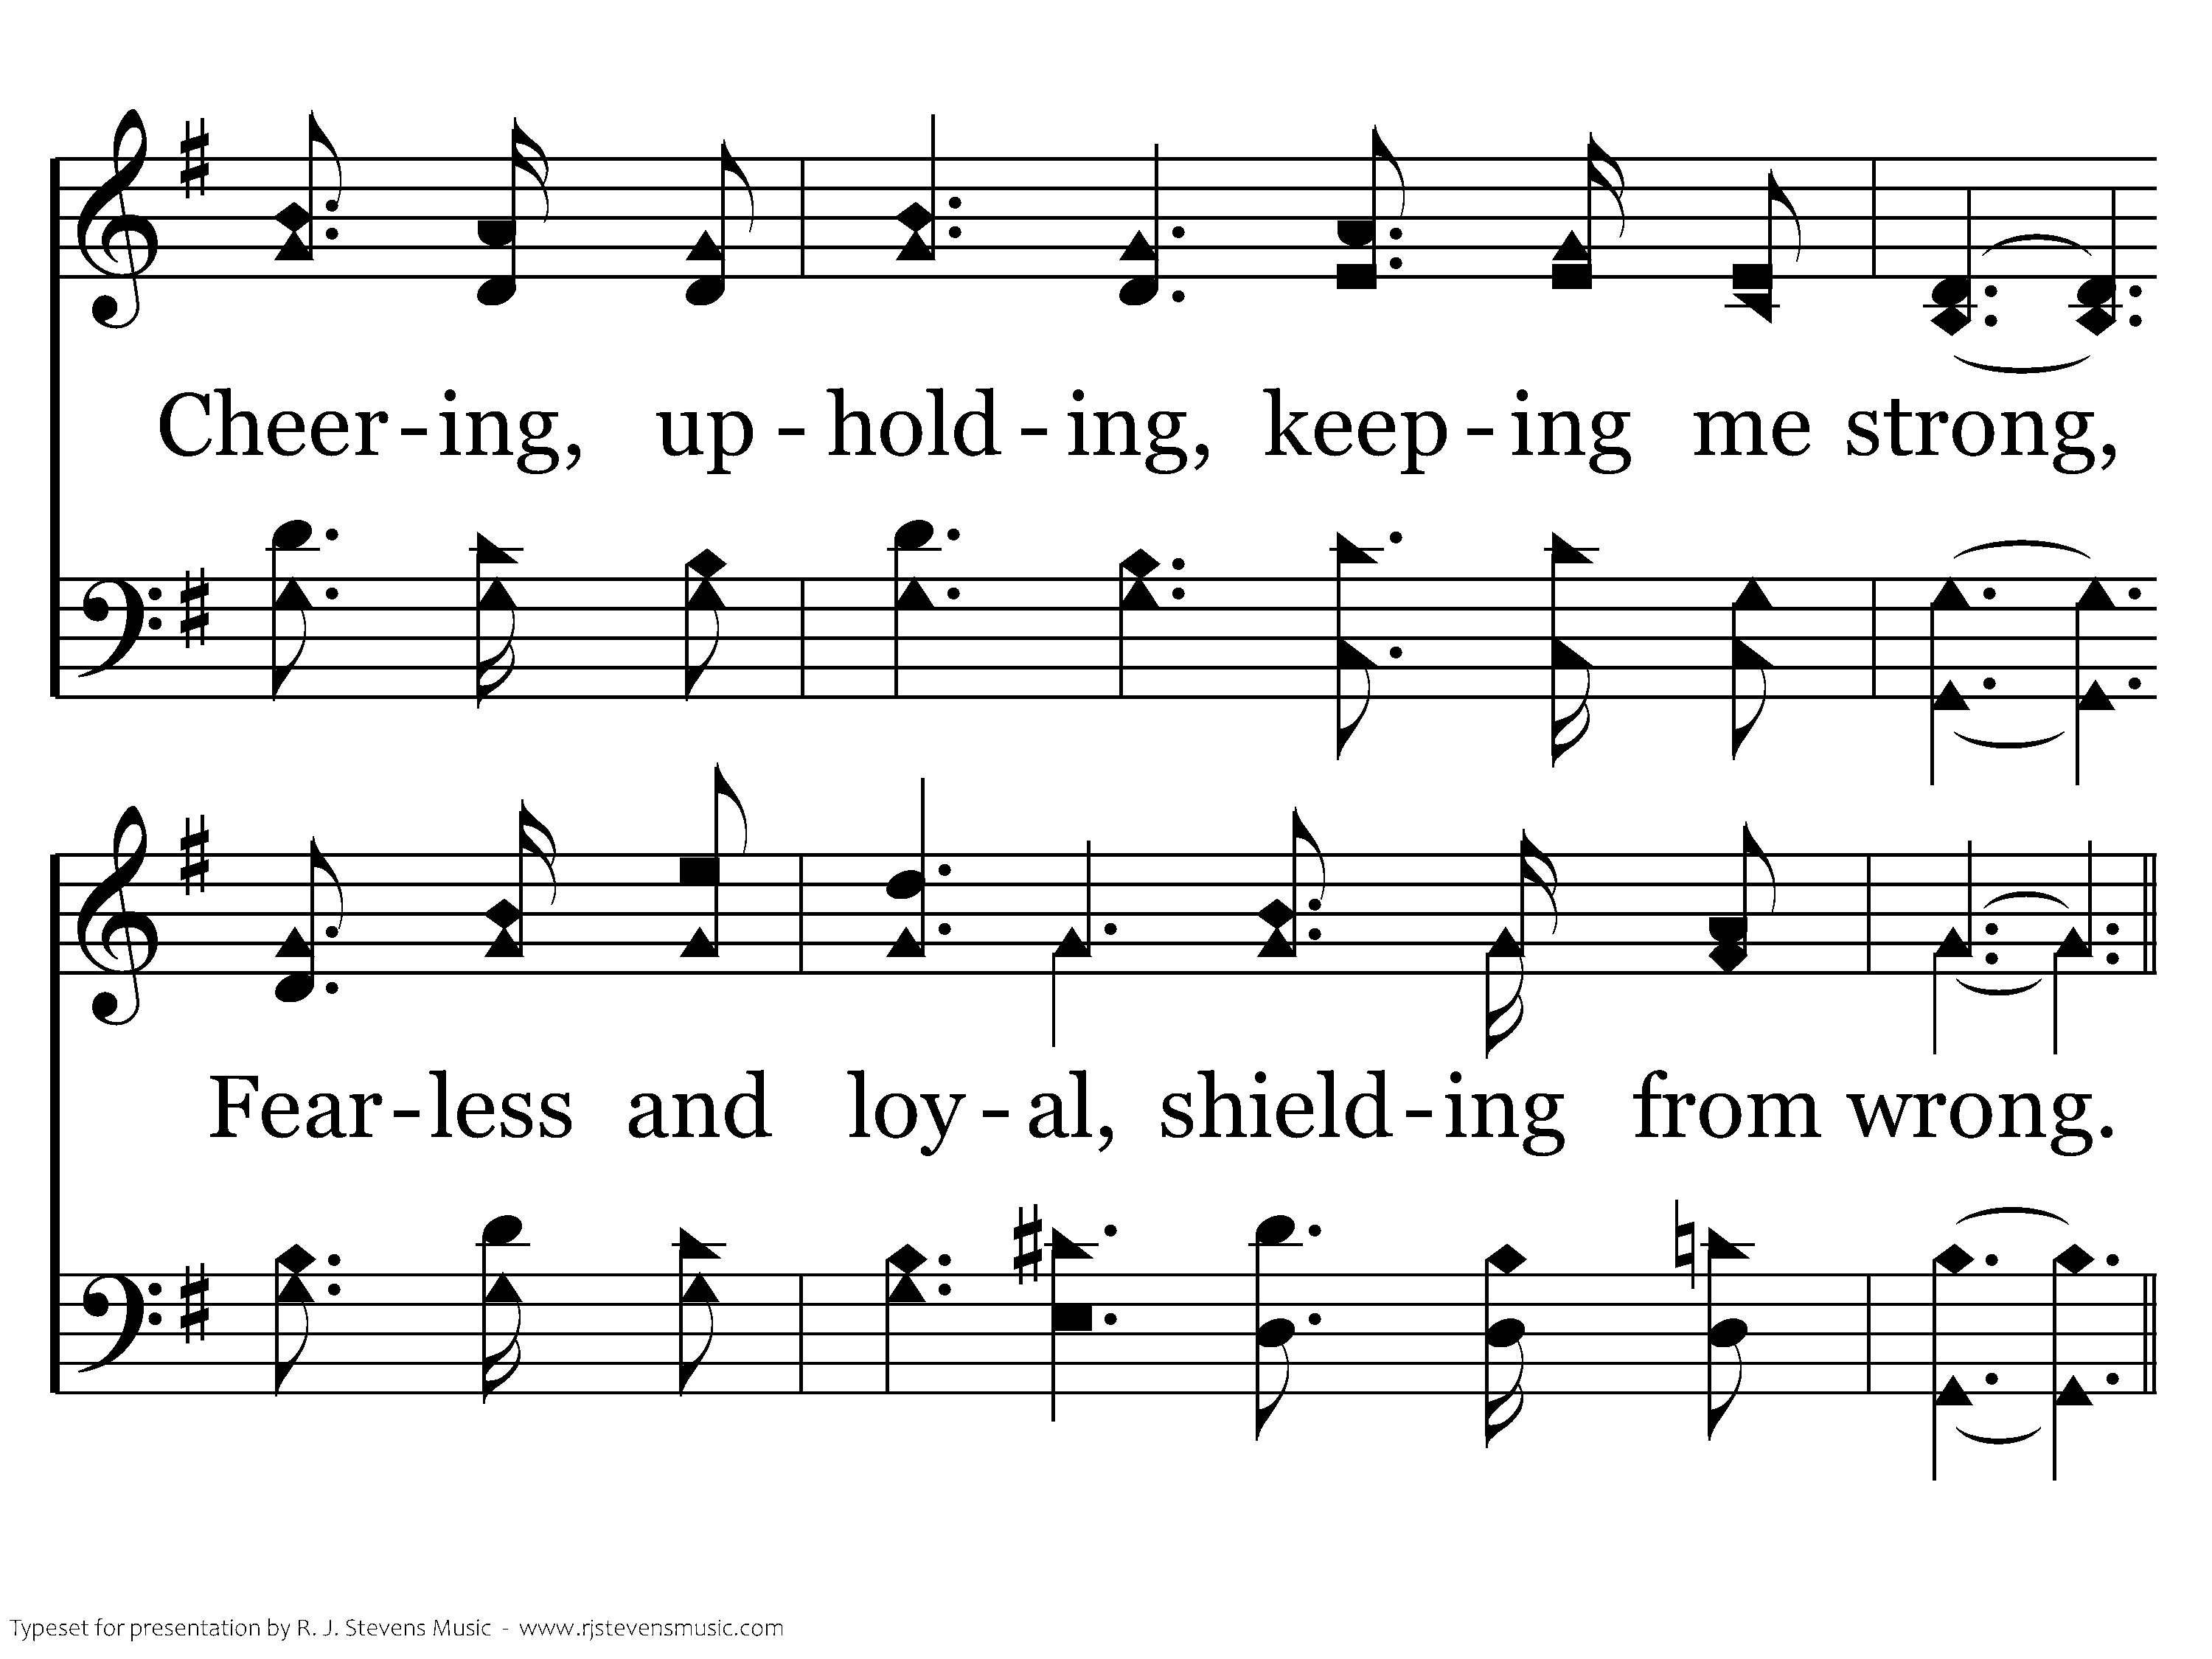 Cheer-ing, up-hold-ing, keep-ing me strong,
Fear-less and loy-al, shield-ing from wrong.
Typeset for presentation by R. J. Stevens Music - www.rjstevensmusic.com